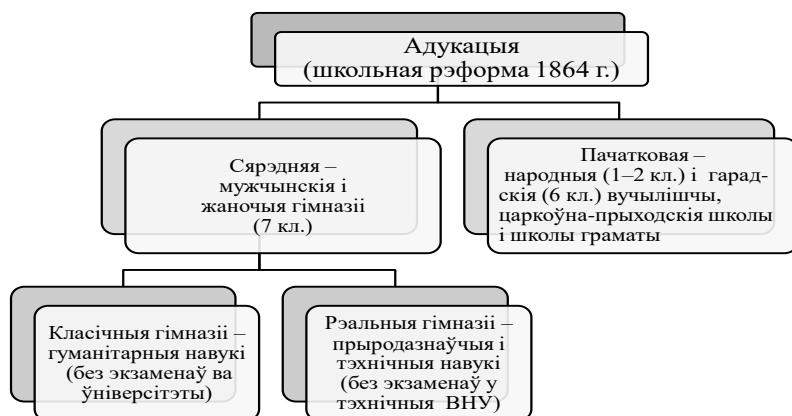 Адукацыя
(школьная рэформа 1864 г.)
Сярэдняя –
мужчынскія і
жаночыя гімназіі
(7 кл.)
Пачатковая –
народныя (1–2 кл.) і гарад-
скія (6 кл.) вучылішчы,
царкоўна-прыходскія школы
і школы граматы
Класічныя гімназіі –
гуманітарныя навукі
(без экзаменаў ва
ўніверсітэты)
Рэальныя гімназіі –
прыродазнаўчыя і
тэхнічныя навукі
(без экзаменаў у
тэхнічныя ВНУ)